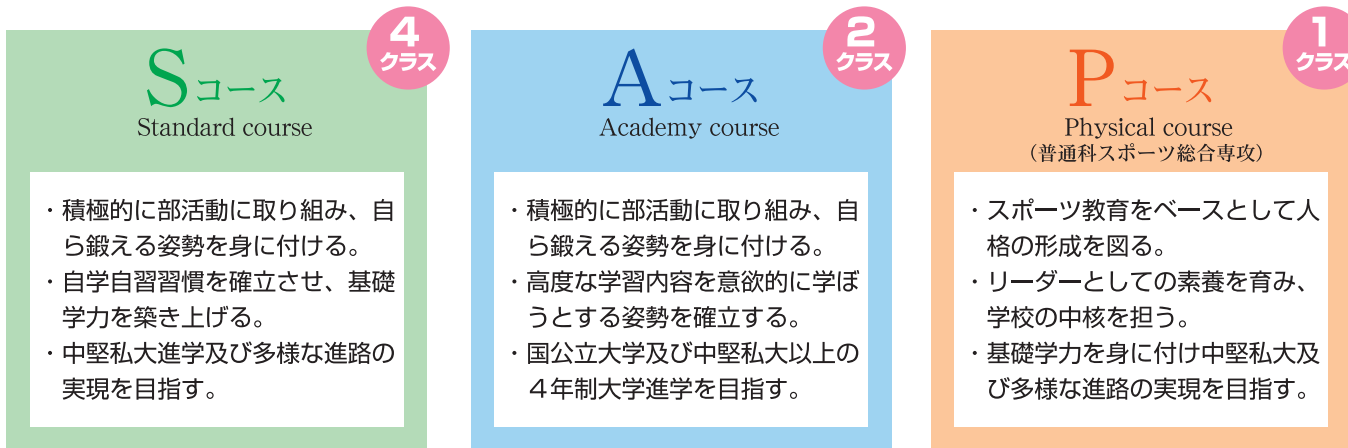 4
クラス
Sコース
Standard course
・積極的に部活動に取り組み、自
ら鍛える姿勢を身に付ける。
・自学自習習慣を確立させ、基礎
学力を築き上げる。
・中堅私大進学及び多様な進路の
実現を目指す。
2
クラス
Aコース
Academy course
・積極的に部活動に取り組み、自
ら鍛える姿勢を身に付ける。
・高度な学習内容を意欲的に学ぼ
うとする姿勢を確立する。
・国公立大学及び中堅私大以上の
４年制大学進学を目指す。
1
クラス
Pコース
Physical course
（普通科スポーツ総合専攻）
・スポーツ教育をベースとして人
格の形成を図る。
・リーダーとしての素養を育み、
学校の中核を担う。
・基礎学力を身に付け中堅私大及
び多様な進路の実現を目指す。